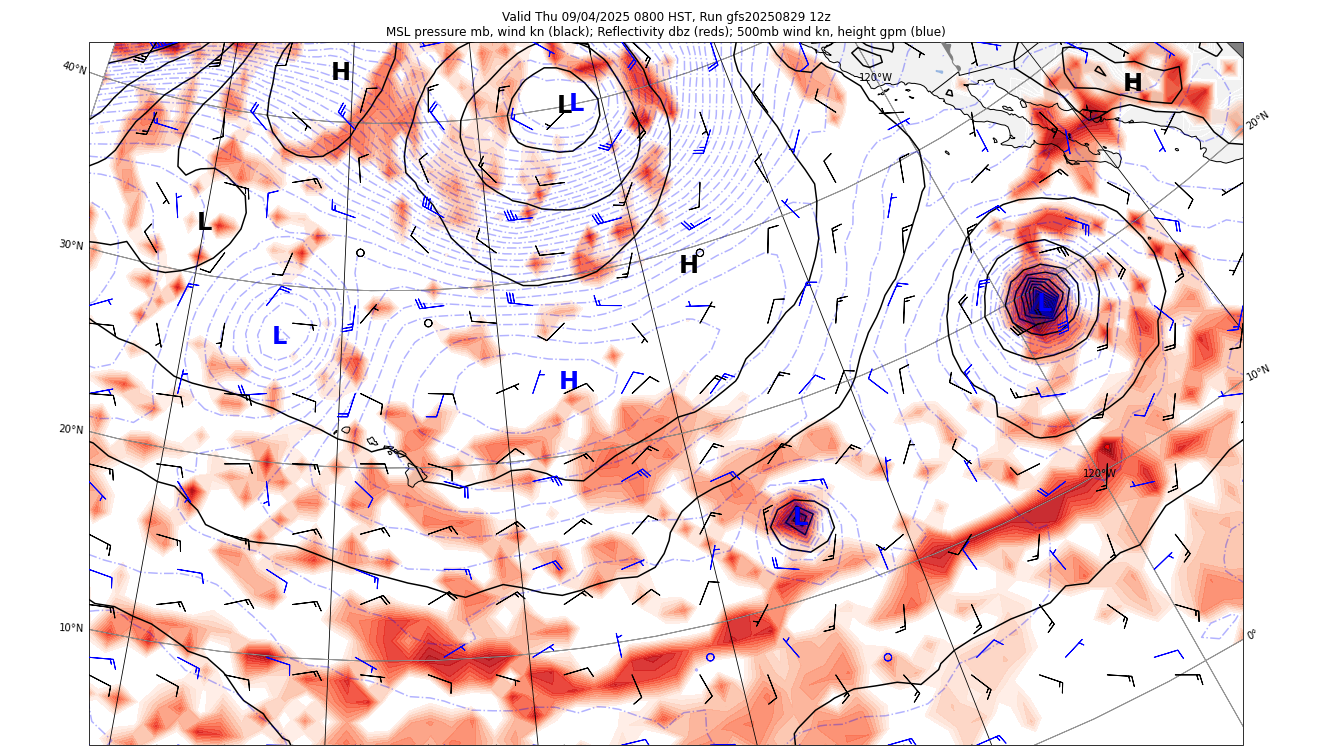 Valid Thu 09/04/2025 0800 HST, Run gfs20250829 12z
MSL pressure mb, wind kn (black); Reflectivity dbz (reds); 500mb wind kn, height gpm (blue)
40°N
H
L
L
120°W
H
20°N
L
30°N
H
L
L
H
10°N
20°N
120°W
L
10°N
0°